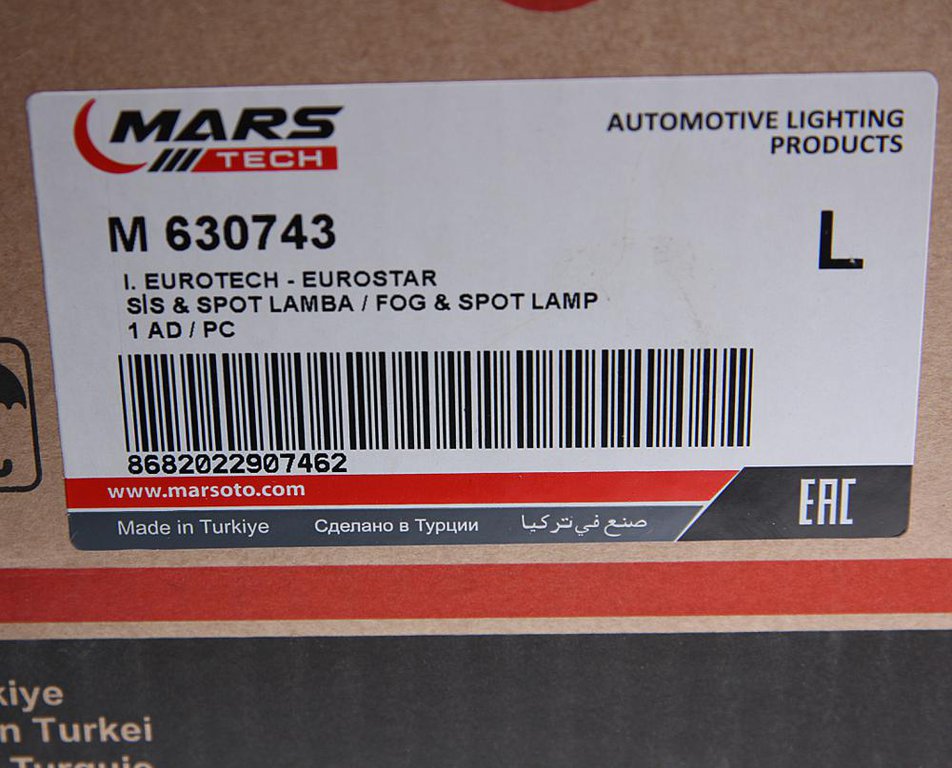 MARS
TECH
AUTOMOTIVE LIGHTING
PRODUCTS
M 630743
L
I. EUROTECH - EUROSTAR
SİS & SPOT LAMBA / FOG & SPOT LAMP
1 AD / PC
8682022907462
www.marsoto.com
Made in Turkiye Сделано в Турции صنع في تركيا
EAC
kiye
n Turkei